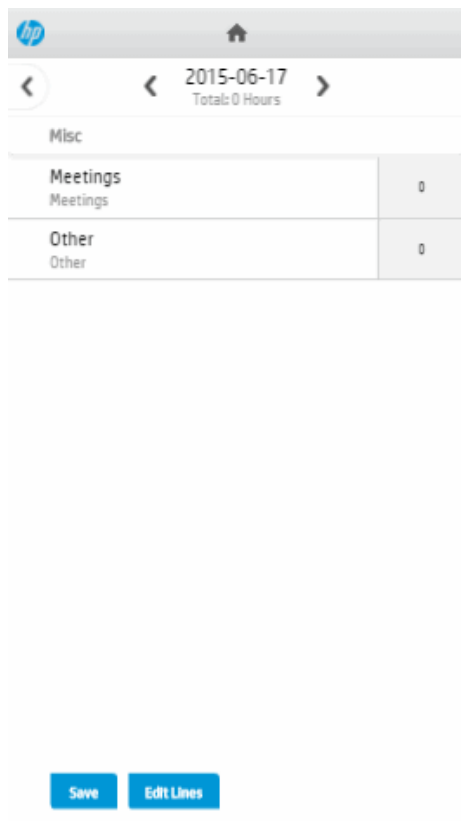 hp
2015-06-17
Total: 0 Hours
Misc
Meetings
Meetings
0
Other
Other
0
Save
Edit Lines